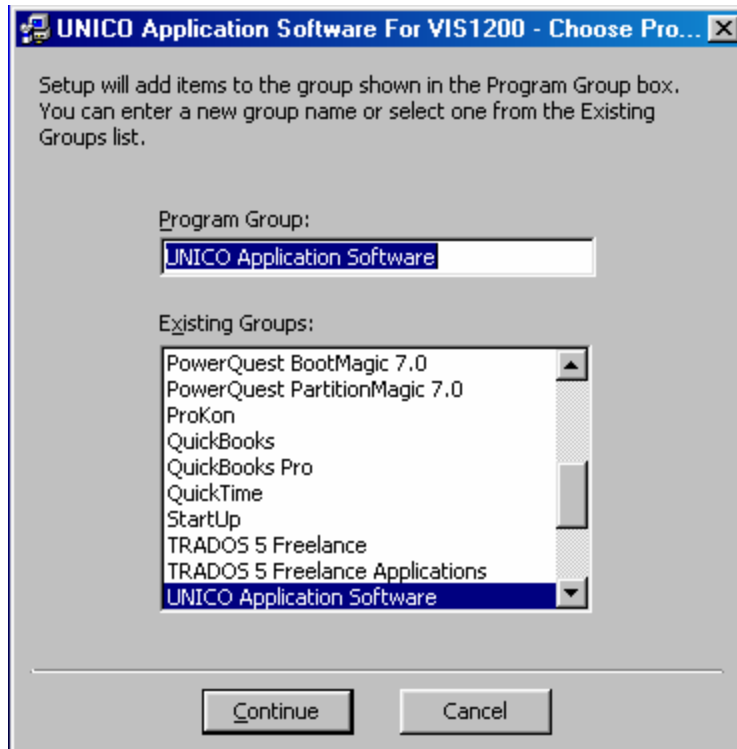 UNICO Application Software For VIS1200 - Choose Pro...
Setup will add items to the group shown in the Program Group box.
You can enter a new group name or select one from the Existing
Groups list.
Program Group:
UNICO Application Software
Existing Groups:
PowerQuest BootMagic 7.0
PowerQuest PartitionMagic 7.0
ProKon
QuickBooks
QuickBooks Pro
QuickTime
StartUp
TRADOS 5 Freelance
TRADOS 5 Freelance Applications
UNICO Application Software
Continue
Cancel